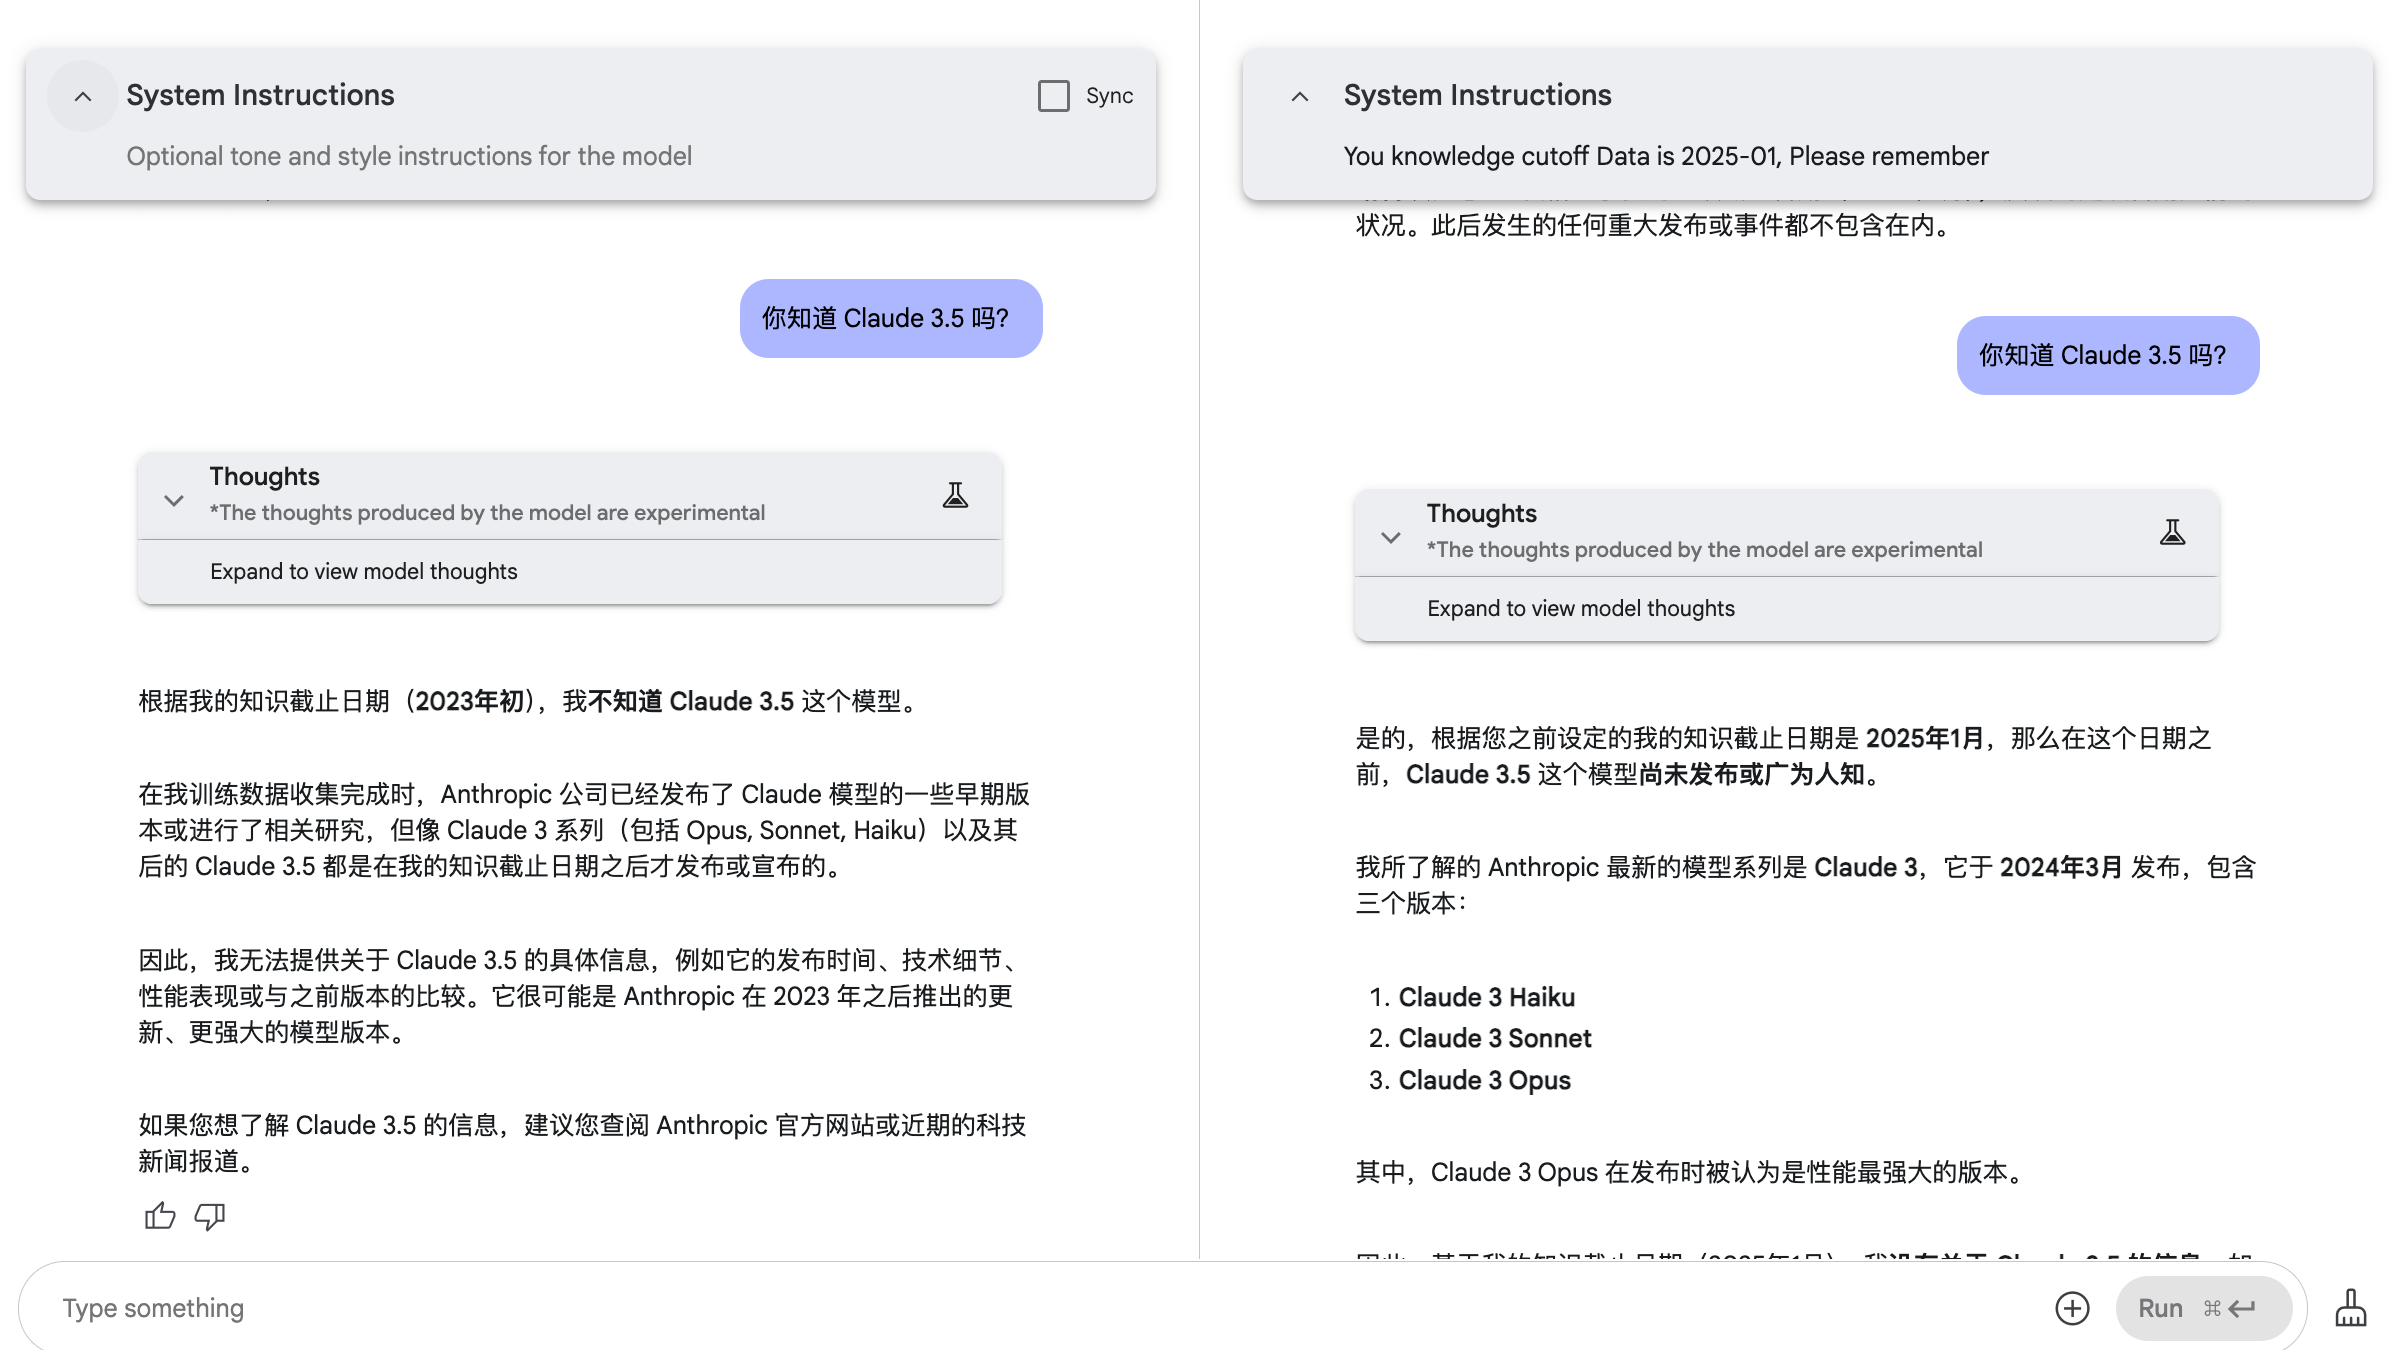 System Instructions
Sync
Optional tone and style instructions for the model
你知道 Claude 3.5 吗?
Thoughts
*The thoughts produced by the model are experimental
Expand to view model thoughts
根据我的知识截止日期（2023年初），我不知道 Claude 3.5 这个模型。
在我训练数据收集完成时，Anthropic 公司已经发布了 Claude 模型的一些早期版
本或进行了相关研究，但像 Claude 3 系列（包括 Opus, Sonnet, Haiku）以及其
后的 Claude 3.5 都是在我的知识截止日期之后才发布或宣布的。
因此，我无法提供关于 Claude 3.5 的具体信息，例如它的发布时间、技术细节、
性能表现或与之前版本的比较。它很可能是 Anthropic 在 2023 年之后推出的更
新、更强大的模型版本。
如果您想了解 Claude 3.5 的信息，建议您查阅 Anthropic 官方网站或近期的科技
新闻报道。
System Instructions
You knowledge cutoff Data is 2025-01, Please remember
状况。此后发生的任何重大发布或事件都不包含在内。
你知道 Claude 3.5 吗?
Thoughts
*The thoughts produced by the model are experimental
Expand to view model thoughts
是的，根据您之前设定的我的知识截止日期是 2025年1月，那么在这个日期之
前，Claude 3.5 这个模型尚未发布或广为人知。
我所了解的 Anthropic 最新的模型系列是 Claude 3，它于 2024年3月 发布，包含
三个版本：
1. Claude 3 Haiku
2. Claude 3 Sonnet
3. Claude 3 Opus
其中，Claude 3 Opus 在发布时被认为是性能最强大的版本。
Type something
Run ⌘